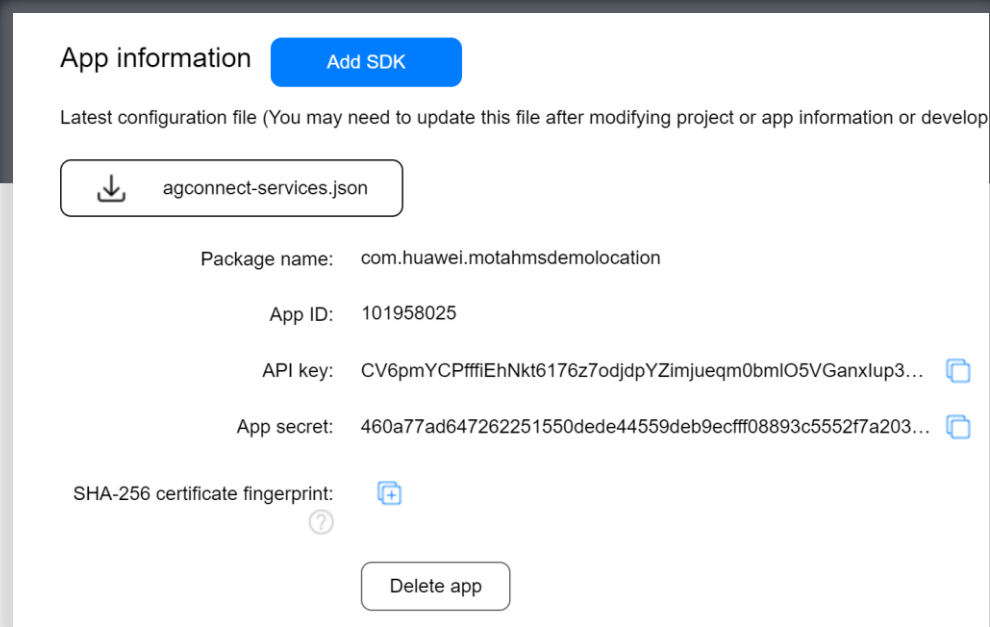 App information
Add SDK
Latest configuration file (You may need to update this file after modifying project or app information or develop
agconnect-services.json
Package name: com.huawei.motahmsdemolocation
App ID: 101958025
API key: CV6pmYCPfffiEhNkt6176z7odjdpYZimjueqm0bmlO5VGanxIup3...
App secret: 460a77ad647262251550dede44559deb9ecfff08893c5552f7a203...
SHA-256 certificate fingerprint:
?
Delete app